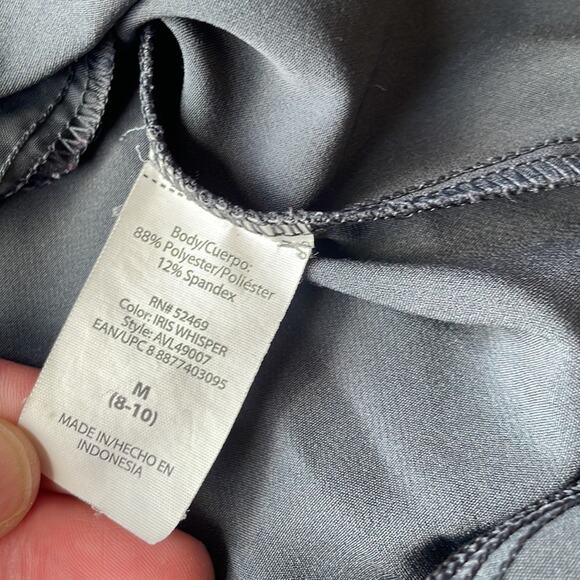 Body/Cuerpo:
88% Polyester/Poliéster
12% Spandex
RN# 52469
Color: IRIS WHISPER
Style: AVL49007
EAN/UPC 8 8877403095
M
(8-10)
MADE IN/HECHO EN
INDONESIA